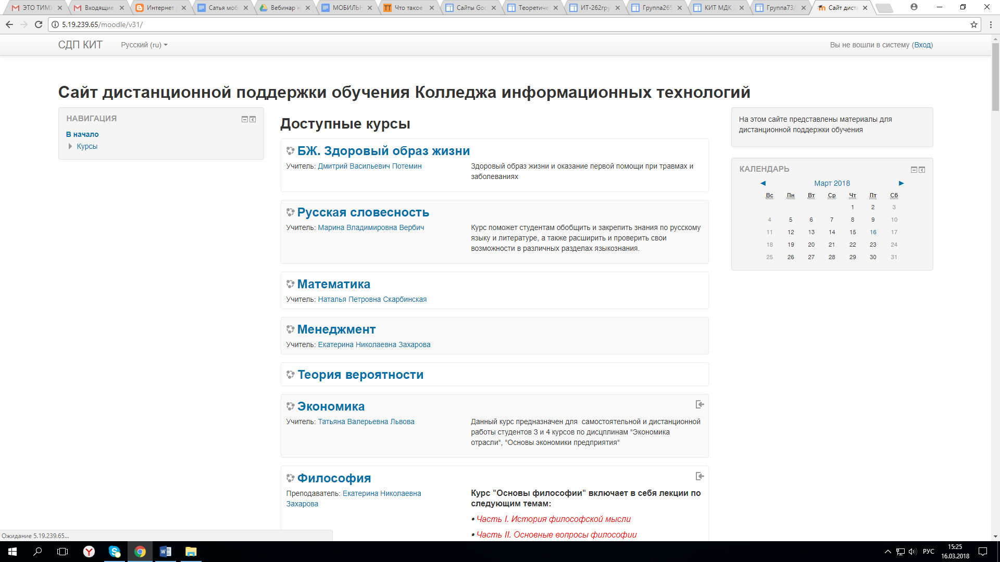 ЭТО ТИМУ
Входящие
Интернет
Сатья моб
Вебинар н
МОБИЛЬН
Что такое
Сайты Goo
Теоретиче
ИТ-262гру
Группа265
КИТ МДК
Группа73/
Сайт диста
5.19.239.65/moodle/v31/
СДП КИТ
Русский (ru)
Вы не вошли в систему (Вход)
Сайт дистанционной поддержки обучения Колледжа информационных технологий
НАВИГАЦИЯ
В начало
Курсы
Доступные курсы
БЖ. Здоровый образ жизни
Учитель: Дмитрий Васильевич Потемин
Здоровый образ жизни и оказание первой помощи при травмах и
заболеваниях
Русская словесность
Учитель: Марина Владимировна Вербич
Курс поможет студентам обобщить и закрепить знания по русскому
языку и литературе, а также расширить и проверить свои
возможности в различных разделах языкознания.
Математика
Учитель: Наталья Петровна Скарбинская
Менеджмент
Учитель: Екатерина Николаевна Захарова
Теория вероятности
Экономика
Учитель: Татьяна Валерьевна Львова
Данный курс предназначен для самостоятельной и дистанционной
работы студентов 3 и 4 курсов по дисцплинам "Экономика
отрасли", "Основы экономики предприятия"
Философия
Преподаватель: Екатерина Николаевна
Захарова
Курс "Основы философии" включает в себя лекции по
следующим темам:
• Часть I. История философской мысли
• Часть II. Основные вопросы философии
На этом сайте представлены материалы для
дистанционной поддержки обучения
КАЛЕНДАРЬ
◄ Март 2018 ►
Вс Пн Вт Ср Чт Пт Сб
1 2 3
4 5 6 7 8 9 10
11 12 13 14 15 16 17
18 19 20 21 22 23 24
25 26 27 28 29 30 31
Ожидание 5.19.239.65...
РУС
15:25
16.03.2018